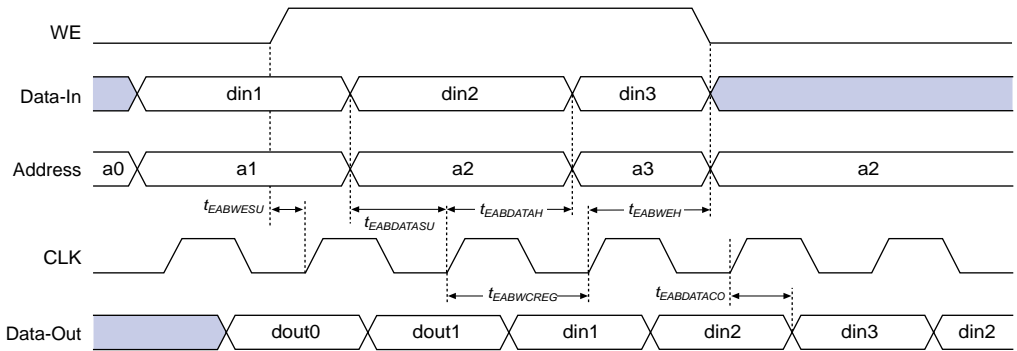 WE
Data-In din1 din2 din3
Address a0 a1 a2 a3 a2
tEABWESU tEABDATASU tEABDATAH tEABWEH
CLK
tEABWCREG tEABDATACO
Data-Out dout0 dout1 din1 din2 din3 din2